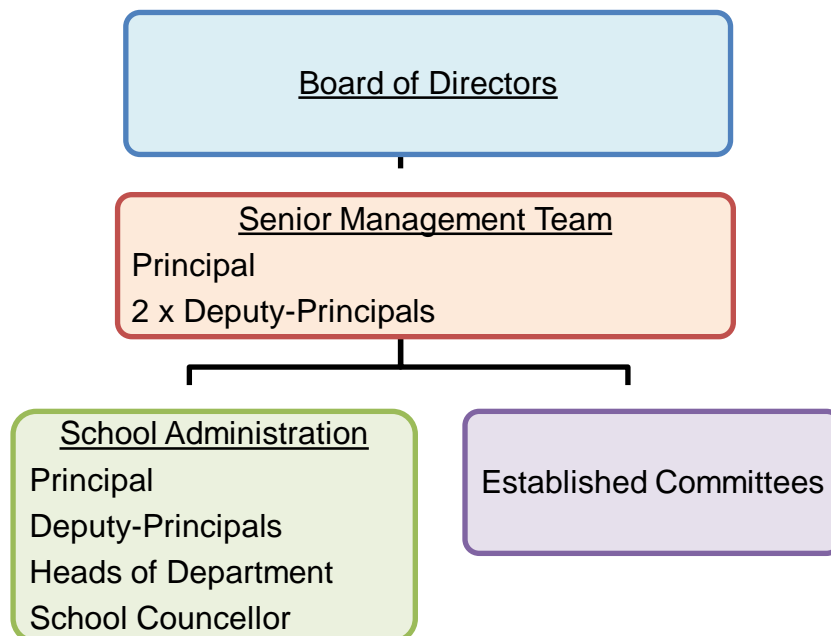 Board of Directors
Senior Management Team
Principal
2 x Deputy-Principals
School Administration
Principal
Deputy-Principals
Heads of Department
School Councellor
Established Committees